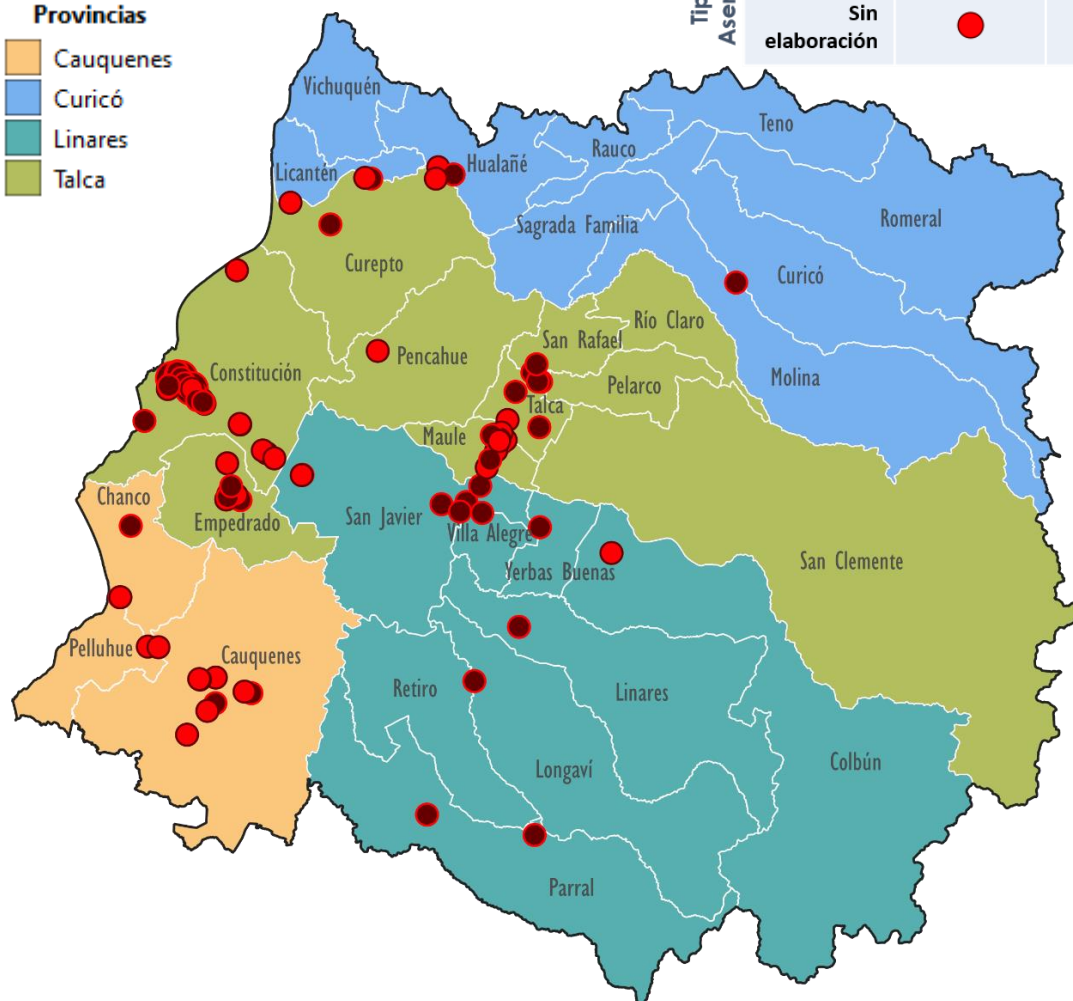 Provincias
Cauquenes
Curicó
Linares
Talca
Sin
elaboración
Vichuquén
Teno
Rauco
Hualañé
Licantén
Romeral
Sagrada Familia
Curepto
Curicó
Río Claro
San Rafael
Pencahue
Constitución
Molina
Pelarco
Talca
Maule
Chanco
San Javier
Empedrado
Villa Alegre
San Clemente
Yerbas Buenas
Pelluhue
Cauquenes
Retiro
Linares
Colbún
Longaví
Parral